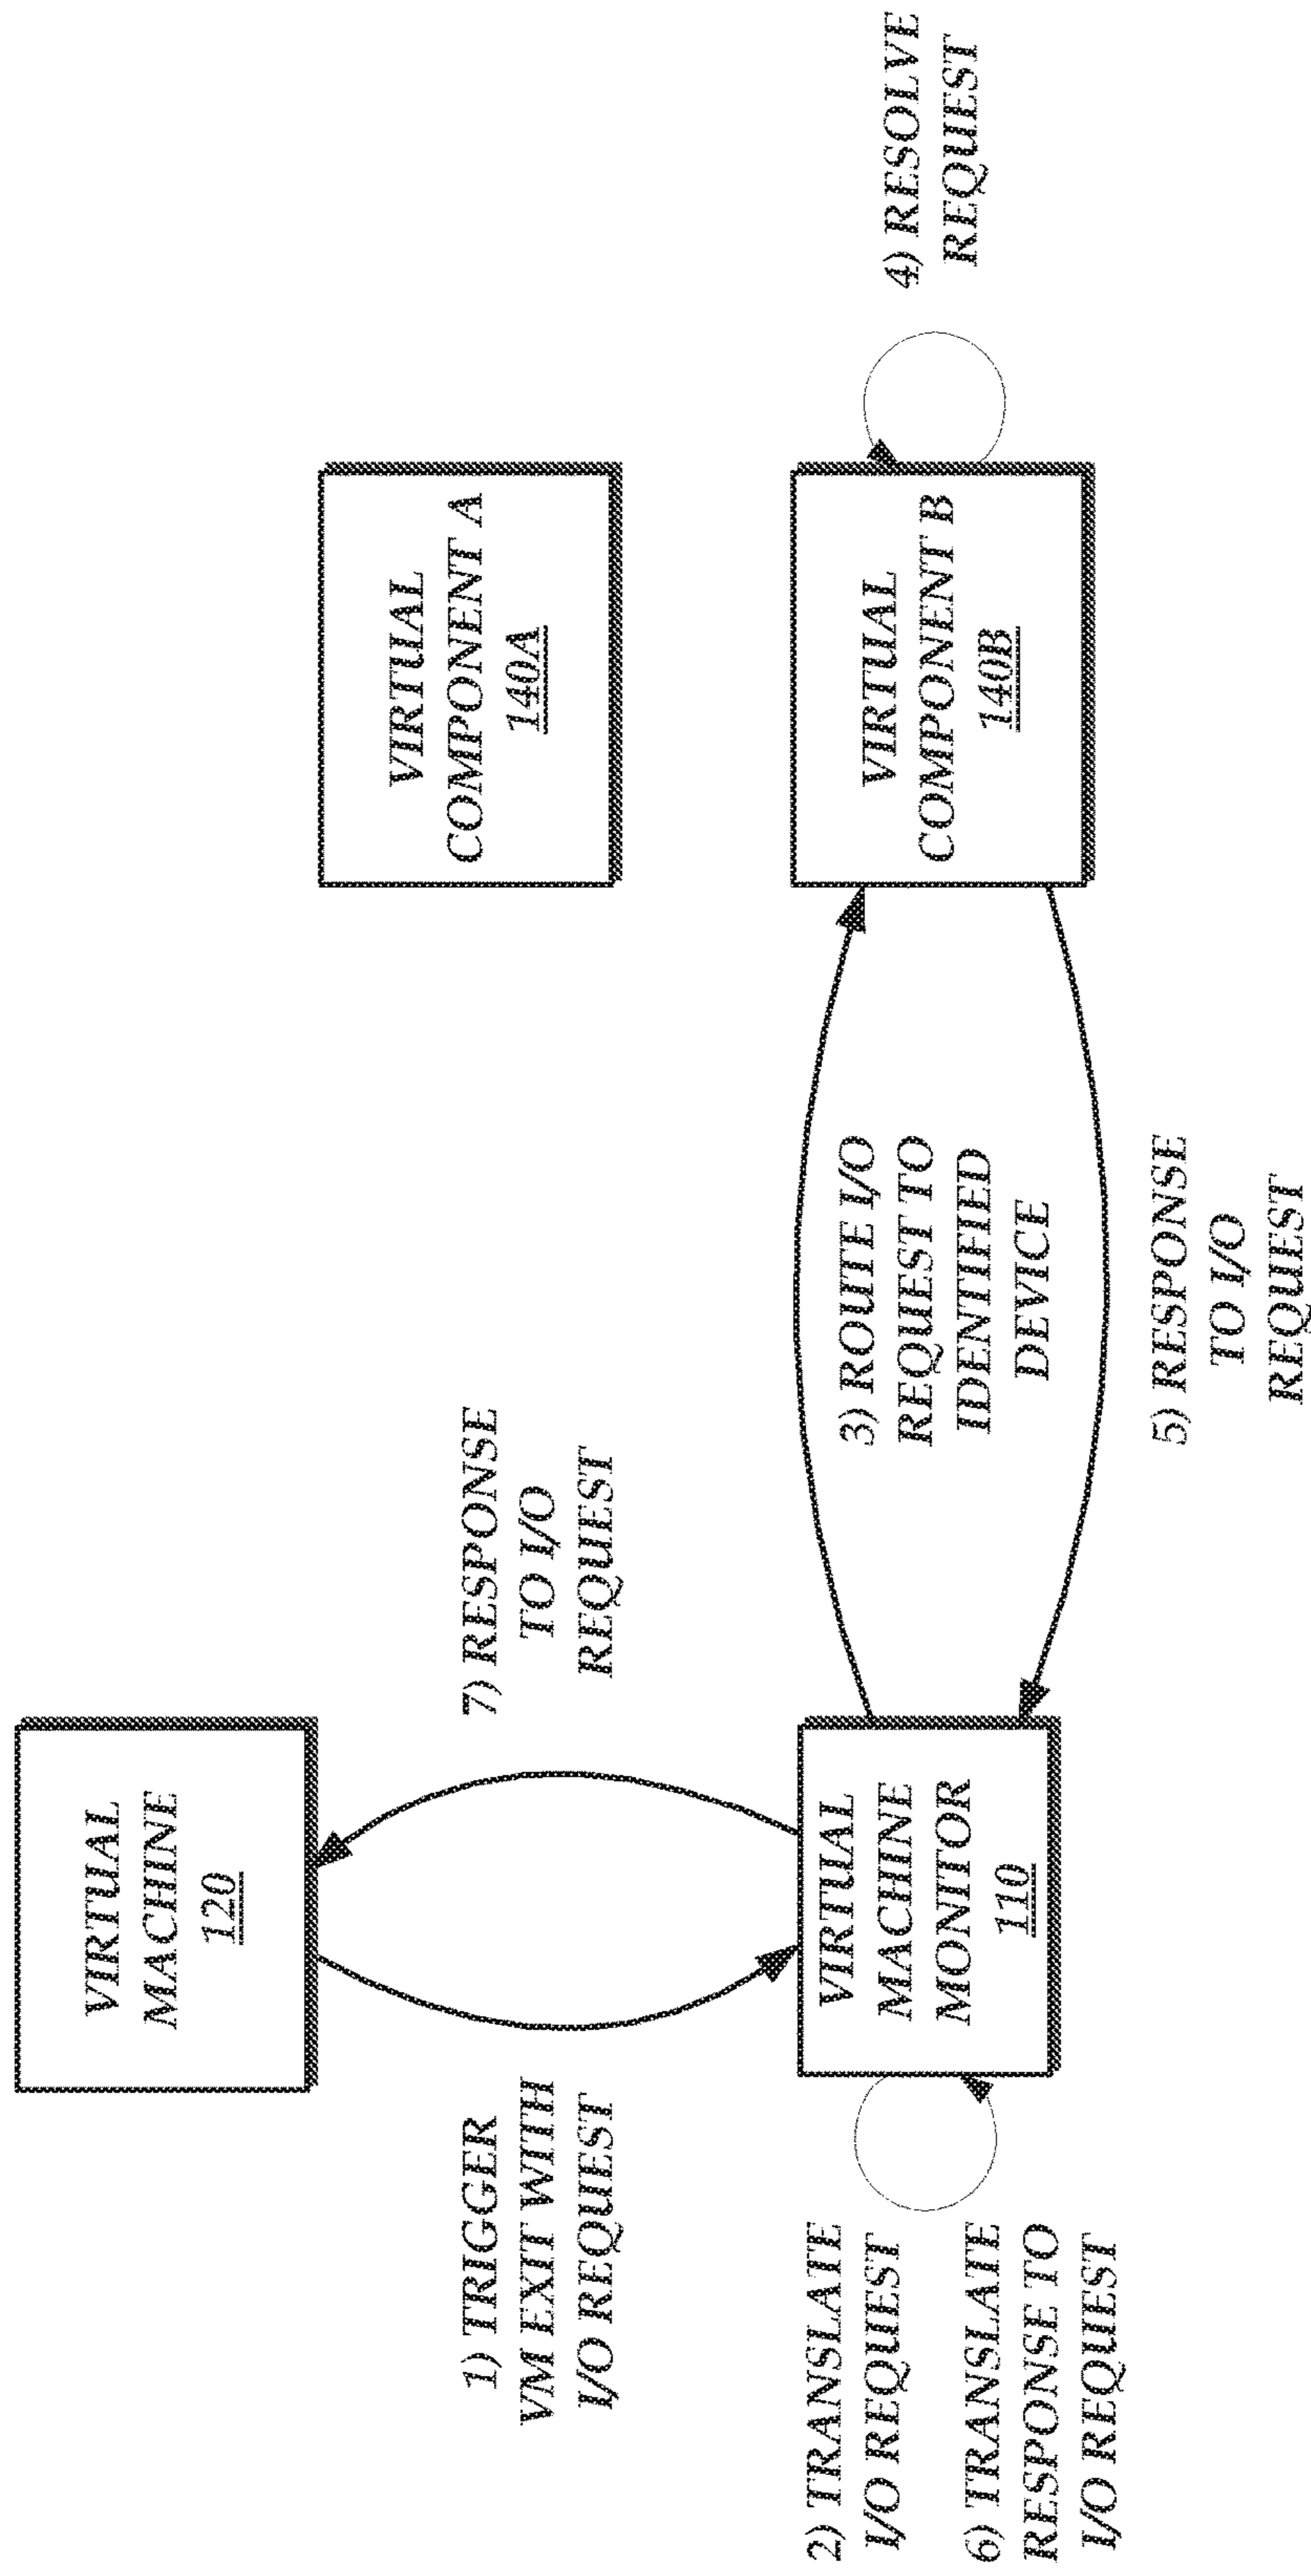 VIRTUAL
MACHINE
120
1) TRIGGER
VM EXIT WITH
I/O REQUEST
7) RESPONSE
TO I/O
REQUEST
VIRTUAL
COMPONENT A
140A
2) TRANSLATE
I/O REQUEST
6) TRANSLATE
RESPONSE TO
I/O REQUEST
VIRTUAL
MACHINE
MONITOR
110
3) ROUTE I/O
REQUEST TO
IDENTIFIED
DEVICE
5) RESPONSE
TO I/O
REQUEST
VIRTUAL
COMPONENT B
140B
4) RESOLVE
REQUEST